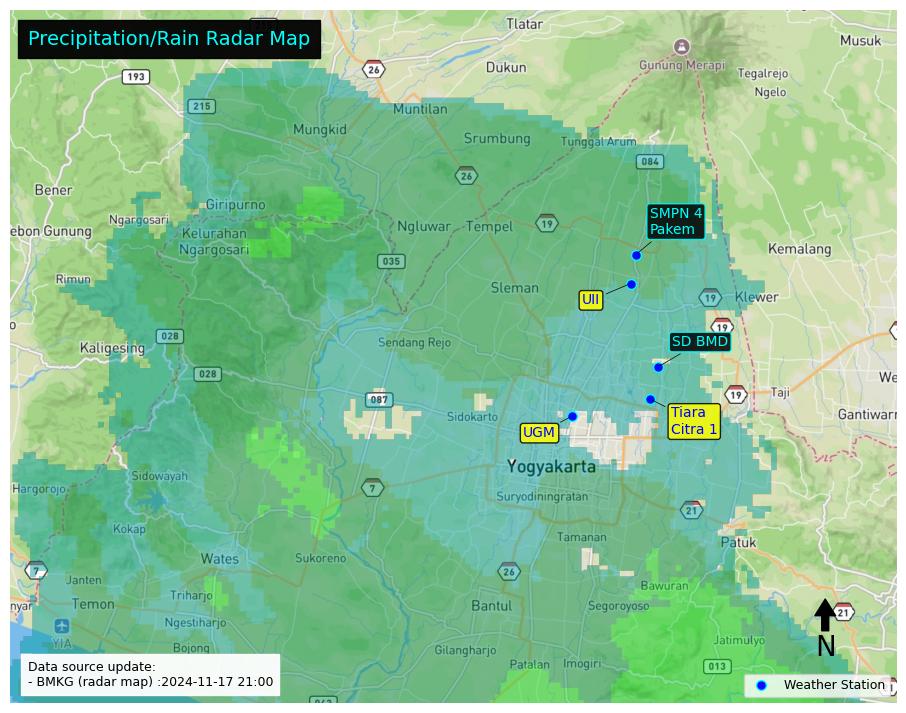 Precipitation/Rain Radar Map
Tlatar
Musuk
26
Dukun
Gunung Merapi
193
Tegalrejo
Ngelo
215
Muntilan
Mungkid
Srumbung
Tunggal Arum
084
26
Bener
Giripurno
SMPN 4
Pakem
Ngargosari
ebon Gunung
Kelurahan
Ngargosari
Ngluwar
Tempel
19
Kemalang
035
Rimun
Sleman
UII
19
Klewer
028
Kaligesing
Sendang Rejo
19
SD BMD
028
We
087
19
Taji
Sidokarto
Tiara
Citra 1
Gantiwarn
UGM
Yogyakarta
Sidowayah
Hargorojo
7
Suryodiningratan
21
Kokap
Tamanan
Patuk
Wates
Sukoreno
7
Janten
26
Bawuran
Triharjo
nyar
Temon
Bantul
Segoroyoso
21
Ngestiharjo
YIA
Jatimulyo
N
Bojong
Gilangharjo
Patalan
Imogiri
013
Data source update:
- BMKG (radar map) :2024-11-17 21:00
Weather Station